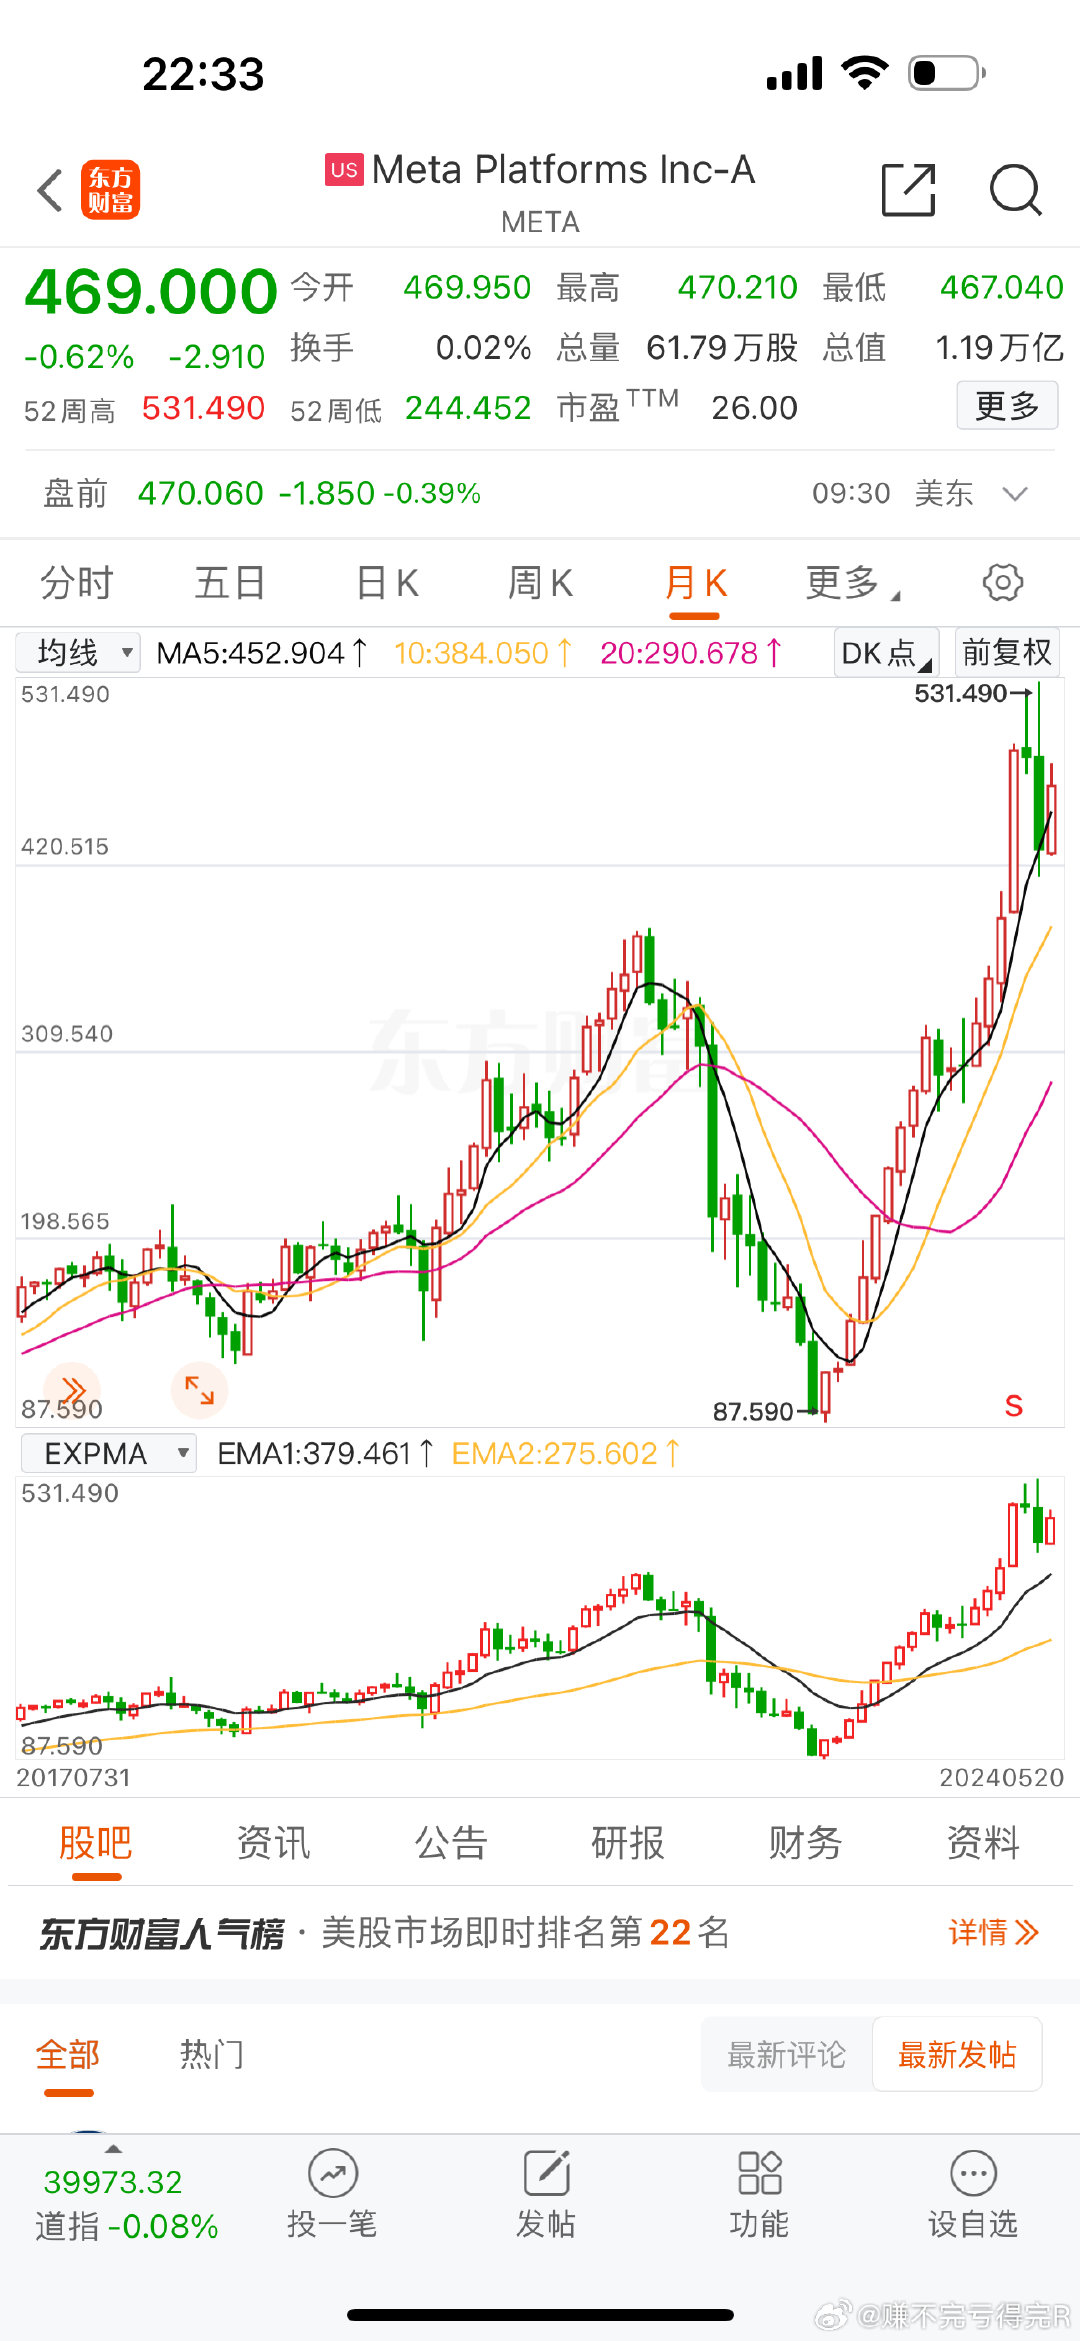 22:33
东方财富
US Meta Platforms Inc-A
META
469.000 今开 469.950 最高 470.210 最低 467.040
-0.62% -2.910 换手 0.02% 总量 61.79万股 总值 1.19万亿
52周高 531.490 52周低 244.452 市盈TTM 26.00 更多
盘前 470.060 -1.850 -0.39% 09:30 美东
分时 五日 日K 周K 月K 更多
均线 MA5:452.904↑ 10:384.050↑ 20:290.678↑ DK点 前复权
531.490 531.490→
420.515
309.540
东方财富
198.565
87.590 87.590→ S
EXPMA EMA1:379.461↑ EMA2:275.602↑
531.490
87.590
20170731 20240520
股吧 资讯 公告 研报 财务 资料
东方财富人气榜 · 美股市场即时排名第22名 详情
全部 热门 最新评论 最新发帖
39973.32
道指 -0.08% 投一笔 发帖 功能 设自选
@赚不完亏得完R